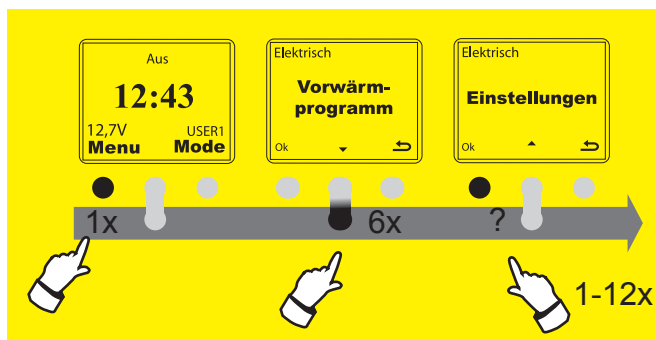 Aus
12:43
12,7V USER1
Menu Mode
Elektrisch
Vorwärm-
programm
Ok
Elektrisch
Einstellungen
Ok
1x 6x ?
1-12x